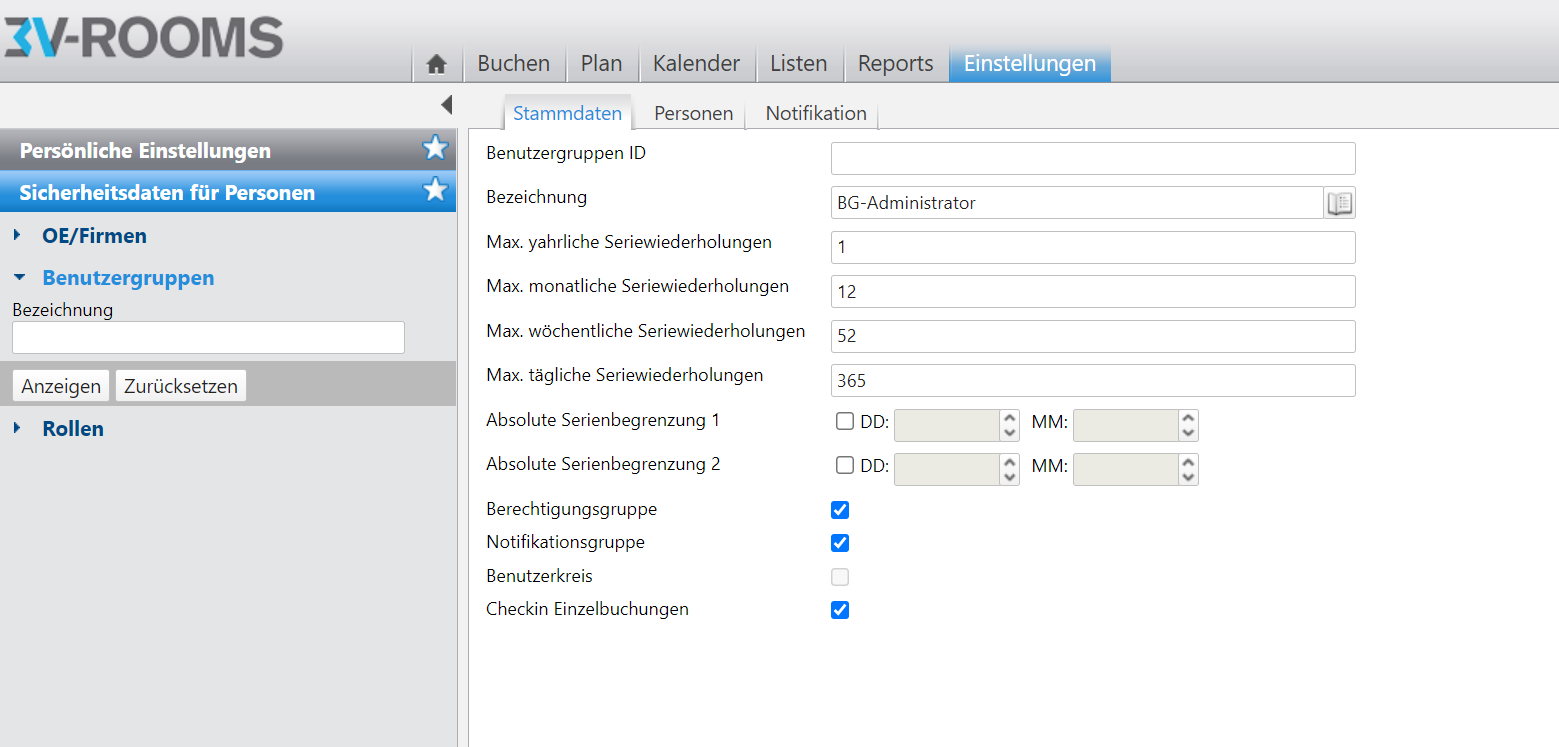 3V-ROOMS
Buchen Plan Kalender Listen Reports Einstellungen
Stammdaten Personen Notifikation
Persönliche Einstellungen
Sicherheitsdaten für Personen
OE/Firmen
Benutzergruppen
Bezeichnung
Anzeigen Zurücksetzen
Rollen
Benutzergruppen ID
Bezeichnung BG-Administrator
Max. yahrliche Seriewiederholungen 1
Max. monatliche Seriewiederholungen 12
Max. wöchentliche Seriewiederholungen 52
Max. tägliche Seriewiederholungen 365
Absolute Serienbegrenzung 1 DD: MM:
Absolute Serienbegrenzung 2 DD: MM:
Berechtigungsgruppe
Notifikationsgruppe
Benutzerkreis
Checkin Einzelbuchungen